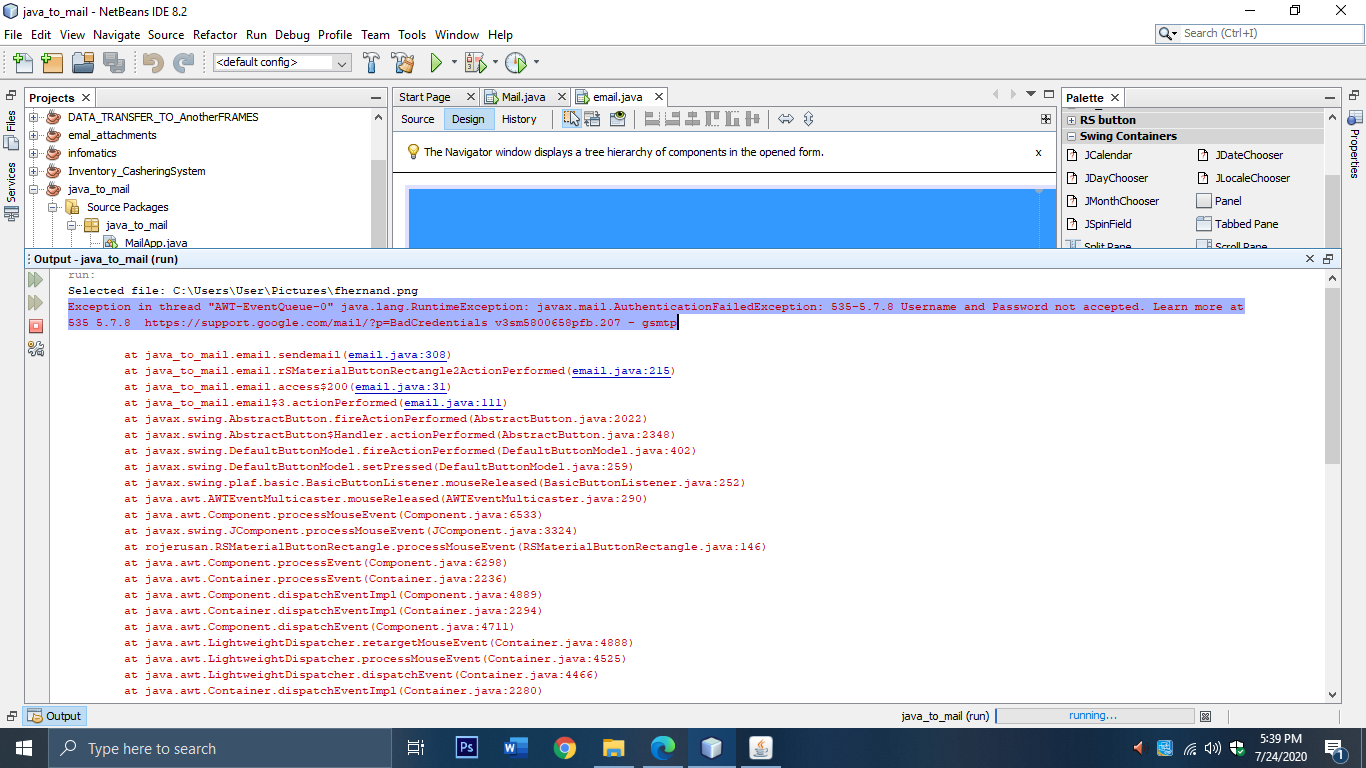 java_to_mail - NetBeans IDE 8.2
File Edit View Navigate Source Refactor Run Debug Profile Team Tools Window Help
Search (Ctrl+I)
<default config>
Files
Services
Projects
DATA_TRANSFER_TO_AnotherFRAMES
emal_attachments
infomatics
Inventory_CasheringSystem
java_to_mail
Source Packages
java_to_mail
MailApp.java
Start Page Mail.java email.java
Source Design History
The Navigator window displays a tree hierarchy of components in the opened form. x
Palette
RS button
Swing Containers
JCalendar JDateChooser
JDayChooser JLocaleChooser
JMonthChooser Panel
JSpinField Tabbed Pane
Split Pane Scroll Pane
Properties
Output - java_to_mail (run)
run:
Selected file: C:\Users\User\Pictures\fhernand.png
Exception in thread "AWT-EventQueue-0" java.lang.RuntimeException: javax.mail.AuthenticationFailedException: 535-5.7.8 Username and Password not accepted. Learn more at
535 5.7.8  https://support.google.com/mail/?p=BadCredentials v3sm5800658pfb.207 - gsmtp
at java_to_mail.email.sendemail(email.java:308)
at java_to_mail.email.rSMaterialButtonRectangle2ActionPerformed(email.java:215)
at java_to_mail.email.access$200(email.java:31)
at java_to_mail.email$3.actionPerformed(email.java:111)
at javax.swing.AbstractButton.fireActionPerformed(AbstractButton.java:2022)
at javax.swing.AbstractButton$Handler.actionPerformed(AbstractButton.java:2348)
at javax.swing.DefaultButtonModel.fireActionPerformed(DefaultButtonModel.java:402)
at javax.swing.DefaultButtonModel.setPressed(DefaultButtonModel.java:259)
at javax.swing.plaf.basic.BasicButtonListener.mouseReleased(BasicButtonListener.java:252)
at java.awt.AWTEventMulticaster.mouseReleased(AWTEventMulticaster.java:290)
at java.awt.Component.processMouseEvent(Component.java:6533)
at javax.swing.JComponent.processMouseEvent(JComponent.java:3324)
at rojerusan.RSMaterialButtonRectangle.processMouseEvent(RSMaterialButtonRectangle.java:146)
at java.awt.Component.processEvent(Component.java:6298)
at java.awt.Container.processEvent(Container.java:2236)
at java.awt.Component.dispatchEventImpl(Component.java:4889)
at java.awt.Container.dispatchEventImpl(Container.java:2294)
at java.awt.Component.dispatchEvent(Component.java:4711)
at java.awt.LightweightDispatcher.retargetMouseEvent(Container.java:4888)
at java.awt.LightweightDispatcher.processMouseEvent(Container.java:4525)
at java.awt.LightweightDispatcher.dispatchEvent(Container.java:4466)
at java.awt.Container.dispatchEventImpl(Container.java:2280)
Output
java_to_mail (run) running...
Type here to search
Ps
W
5:39 PM
7/24/2020
1